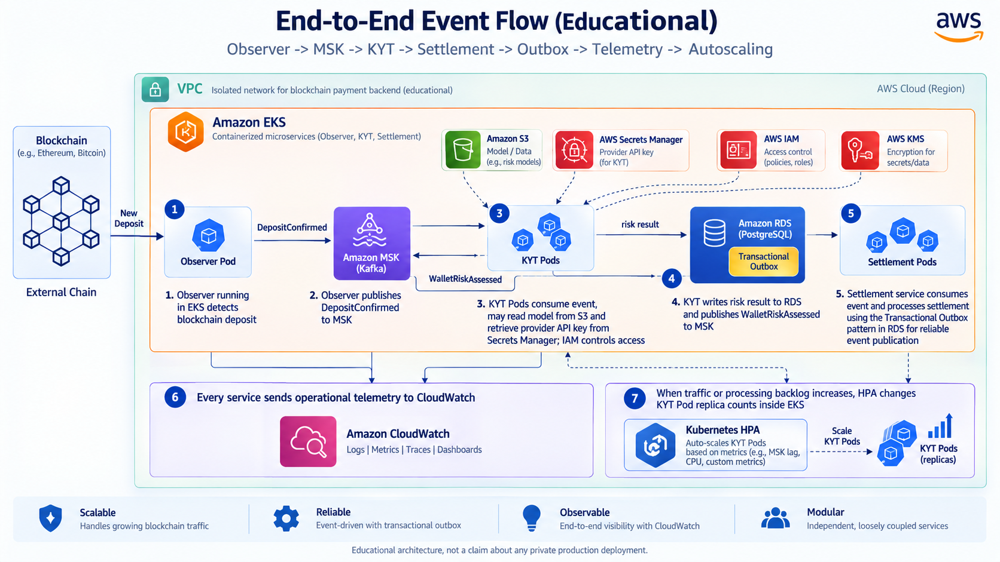 End-to-End Event Flow (Educational)
aws
Observer -> MSK -> KYT -> Settlement -> Outbox -> Telemetry -> Autoscaling
VPC
Isolated network for blockchain payment backend (educational)
AWS Cloud (Region)
Amazon EKS
Containerized microservices (Observer, KYT, Settlement)
Amazon S3
Model / Data
(e.g., risk models)
AWS Secrets Manager
Provider API key
(for KYT)
AWS IAM
Access control
(policies, roles)
AWS KMS
Encryption for
secrets/data
Blockchain
(e.g., Ethereum, Bitcoin)
External Chain
New
Deposit
1
Observer Pod
DepositConfirmed
Amazon MSK
(Kafka)
WalletRiskAssessed
3
KYT Pods
risk result
4
Amazon RDS
(PostgreSQL)
Transactional
Outbox
5
Settlement Pods
1. Observer running
in EKS detects
blockchain deposit
2. Observer publishes
DepositConfirmed
to MSK
3. KYT Pods consume event,
may read model from S3 and
retrieve provider API key from
Secrets Manager; IAM controls access
4. KYT writes risk result to RDS
and publishes WalletRiskAssessed
to MSK
5. Settlement service consumes
event and processes settlement
using the Transactional Outbox
pattern in RDS for reliable
event publication
6
Every service sends operational telemetry to CloudWatch
Amazon CloudWatch
Logs | Metrics | Traces | Dashboards
7
When traffic or processing backlog increases, HPA changes
KYT Pod replica counts inside EKS
Kubernetes HPA
Auto-scales KYT Pods
based on metrics (e.g., MSK lag,
CPU, custom metrics)
Scale
KYT Pods
KYT Pods
(replicas)
Scalable
Handles growing blockchain traffic
Reliable
Event-driven with transactional outbox
Observable
End-to-end visibility with CloudWatch
Modular
Independent, loosely coupled services
Educational architecture, not a claim about any private production deployment.